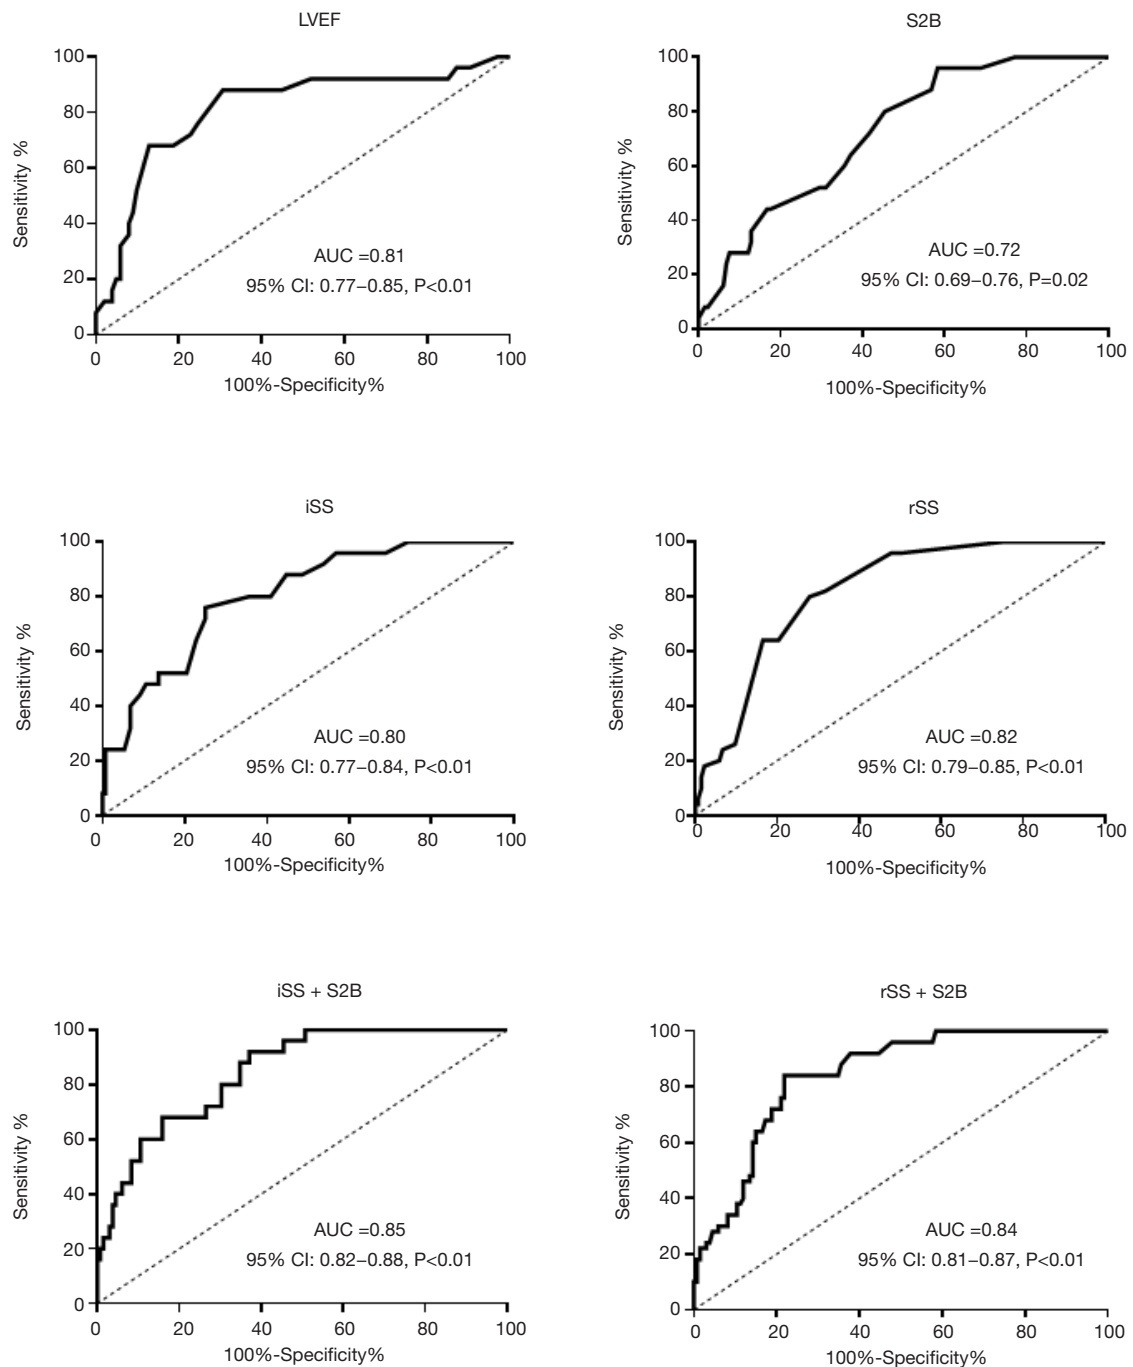 LVEF
Sensitivity %
100
80
60
40
20
0
AUC =0.81
95% CI: 0.77–0.85, P<0.01
0 20 40 60 80 100
100%-Specificity%
S2B
Sensitivity %
100
80
60
40
20
0
AUC =0.72
95% CI: 0.69–0.76, P=0.02
0 20 40 60 80 100
100%-Specificity%
iSS
Sensitivity %
100
80
60
40
20
0
AUC =0.80
95% CI: 0.77–0.84, P<0.01
0 20 40 60 80 100
100%-Specificity%
rSS
Sensitivity %
100
80
60
40
20
0
AUC =0.82
95% CI: 0.79–0.85, P<0.01
0 20 40 60 80 100
100%-Specificity%
iSS + S2B
Sensitivity %
100
80
60
40
20
0
AUC =0.85
95% CI: 0.82–0.88, P<0.01
0 20 40 60 80 100
100%-Specificity%
rSS + S2B
Sensitivity %
100
80
60
40
20
0
AUC =0.84
95% CI: 0.81–0.87, P<0.01
0 20 40 60 80 100
100%-Specificity%